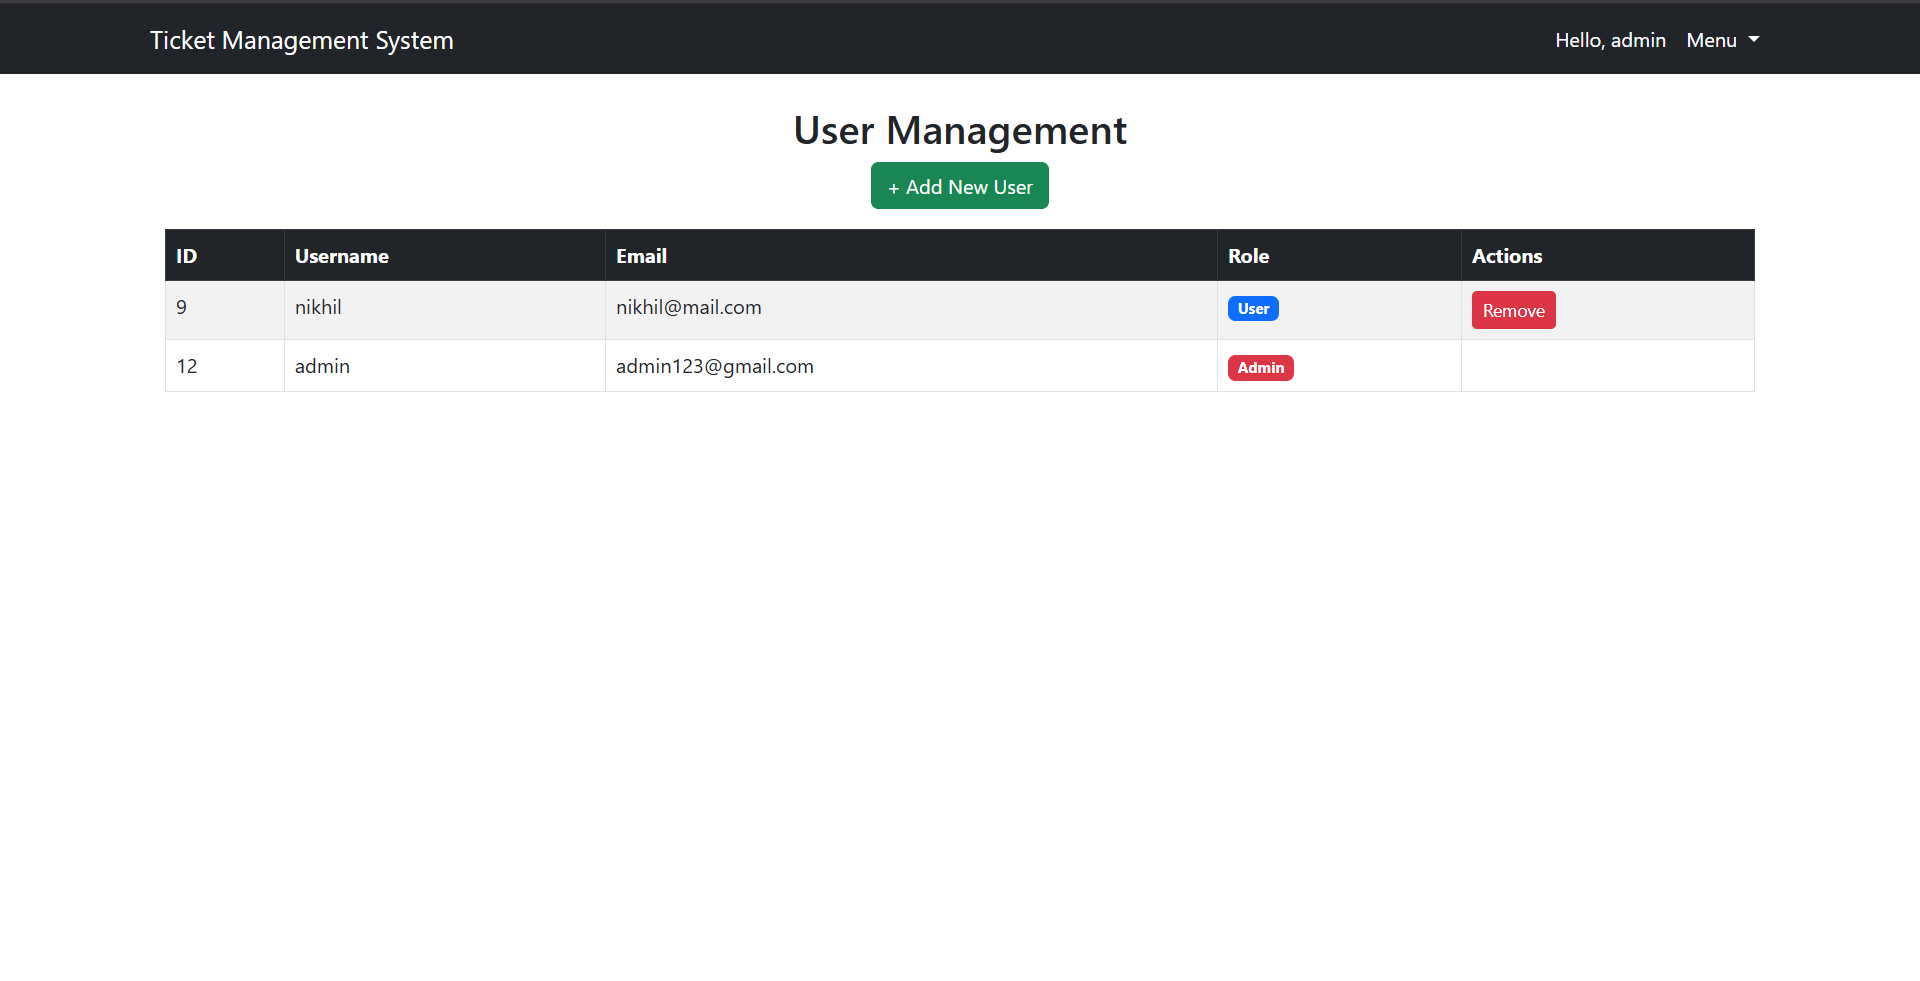 Ticket Management System Hello, admin Menu
User Management
+ Add New User
ID Username Email Role Actions
9 nikhil nikhil@mail.com User Remove
12 admin admin123@gmail.com Admin